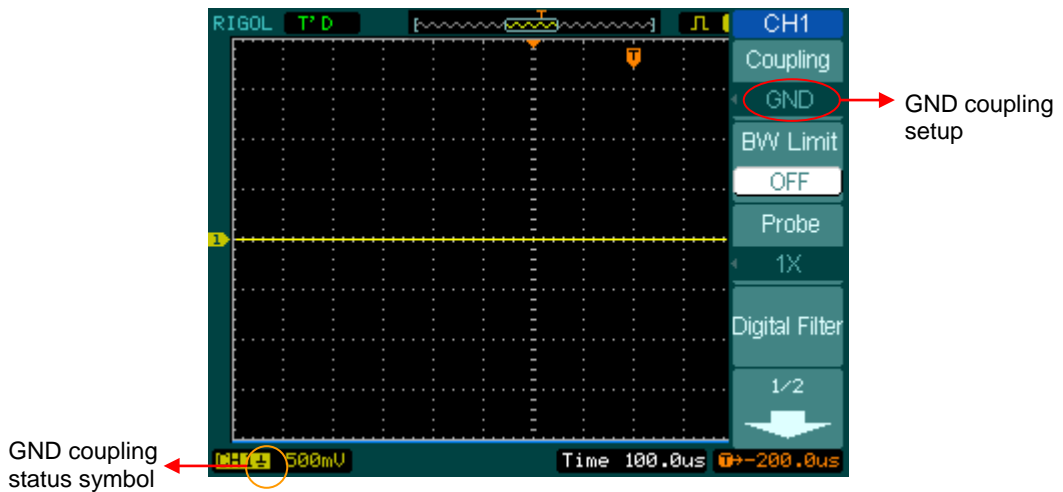 RIGOL T'D T CH1
T
Coupling
GND
GND coupling
setup
BW Limit
OFF
Probe
1
1X
Digital Filter
1/2
GND coupling
status symbol
CH1 500mV Time 100.0us T→-200.0us